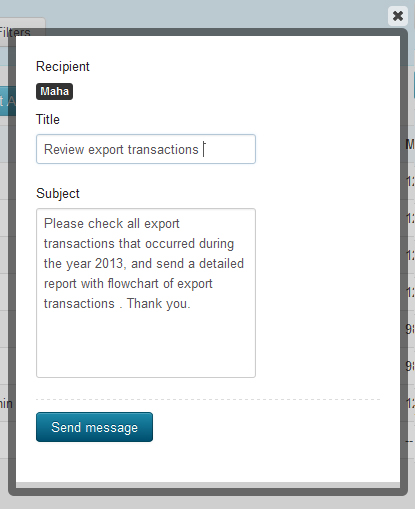 Filters
Recipient
Maha
Title
Review export transactions
Subject
Please check all export
transactions that occurred during
the year 2013, and send a detailed
report with flowchart of export
transactions . Thank you.
Send message